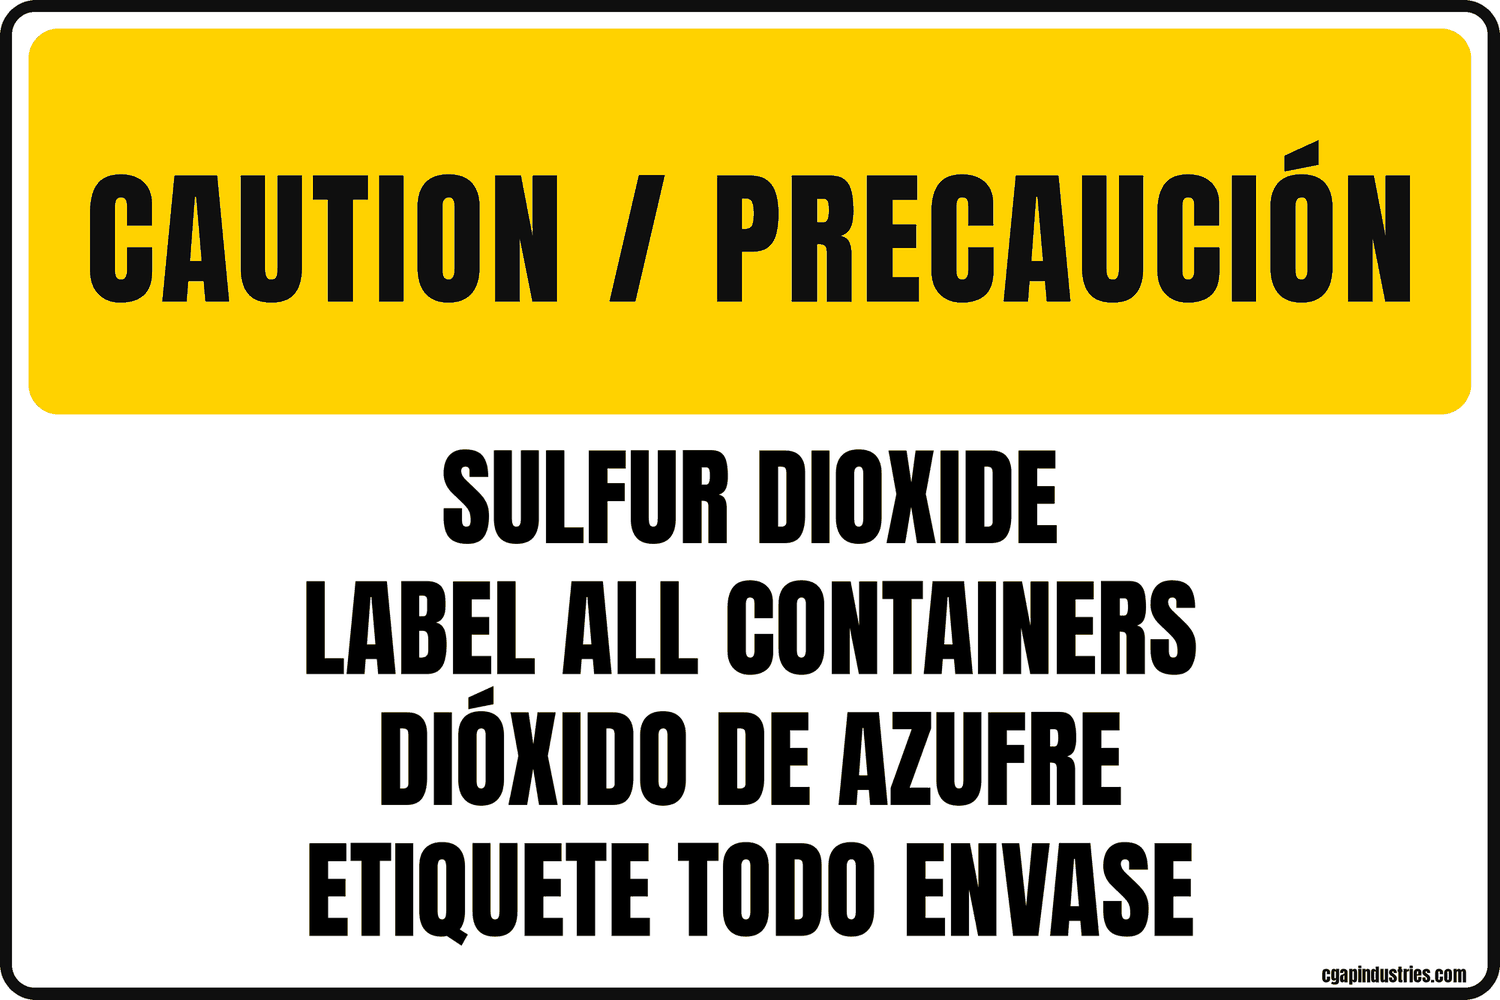 CAUTION / PRECAUCIÓN
SULFUR DIOXIDE
LABEL ALL CONTAINERS
DIÓXIDO DE AZUFRE
ETIQUETE TODO ENVASE
cgapindustries.com